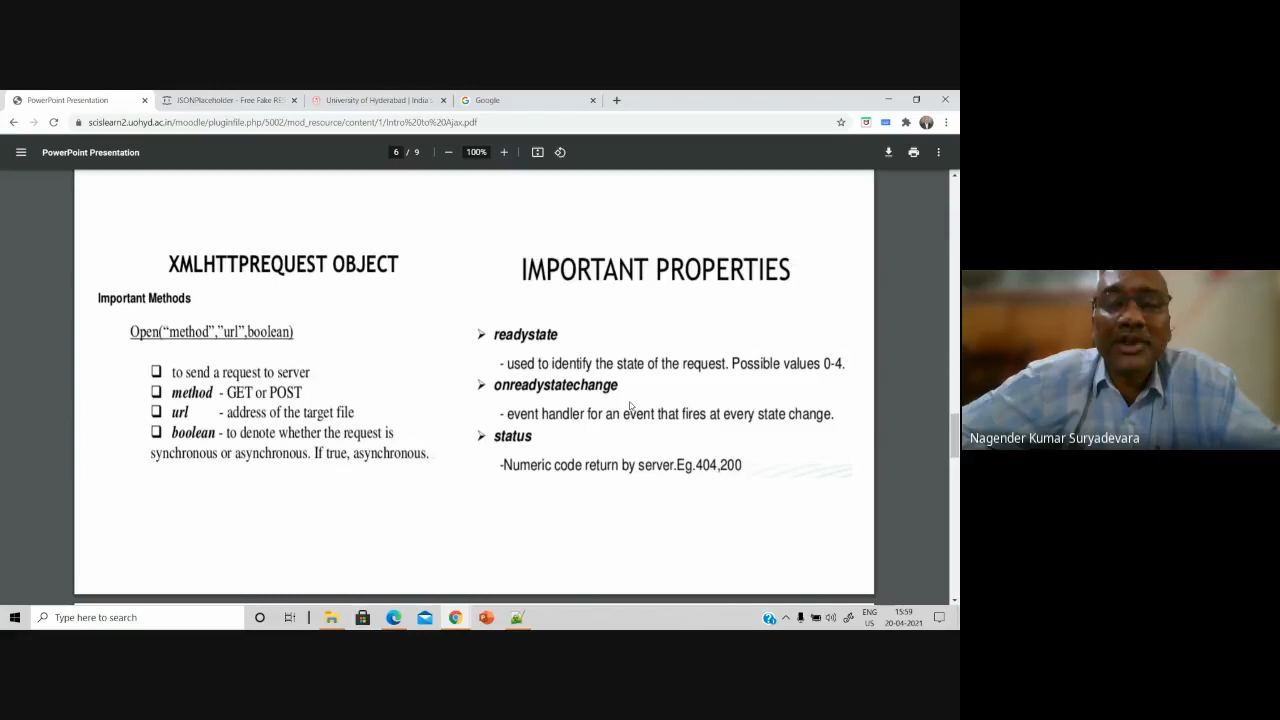 PowerPoint Presentation
JSONPlaceholder - Free Fake RES
University of Hyderabad | India's
Google
scislearn2.uohyd.ac.in/moodle/pluginfile.php/5002/mod_resource/content/1/Intro%20to%20Ajax.pdf
PowerPoint Presentation
6 / 9
100%
XMLHTTPREQUEST OBJECT
Important Methods
Open(“method”,”url”,boolean)
to send a request to server
method - GET or POST
url - address of the target file
boolean - to denote whether the request is
synchronous or asynchronous. If true, asynchronous.
IMPORTANT PROPERTIES
readystate
- used to identify the state of the request. Possible values 0-4.
onreadystatechange
- event handler for an event that fires at every state change.
status
-Numeric code return by server.Eg.404,200
Nagender Kumar Suryadevara
Type here to search
ENG
US
15:59
20-04-2021